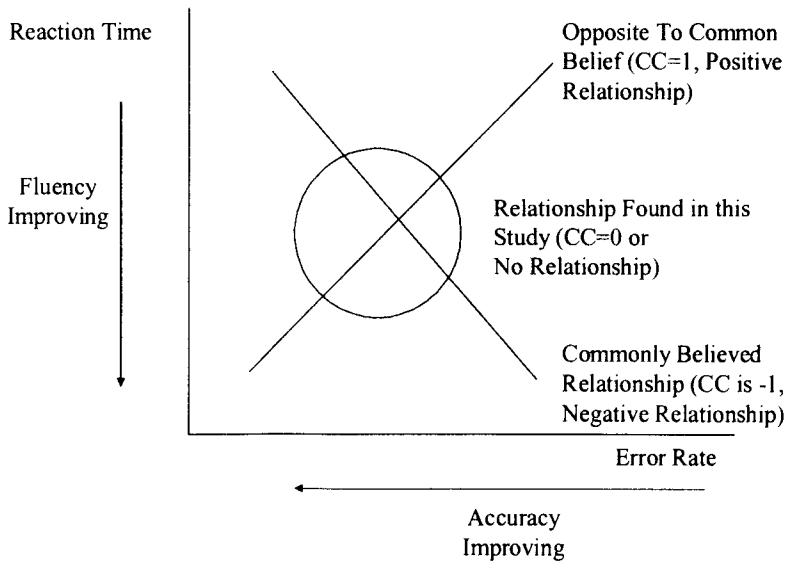 Reaction Time
Opposite To Common
Belief (CC=1, Positive
Relationship)
Fluency
Improving
Relationship Found in this
Study (CC=0 or
No Relationship)
Commonly Believed
Relationship (CC is -1,
Negative Relationship)
Error Rate
Accuracy
Improving